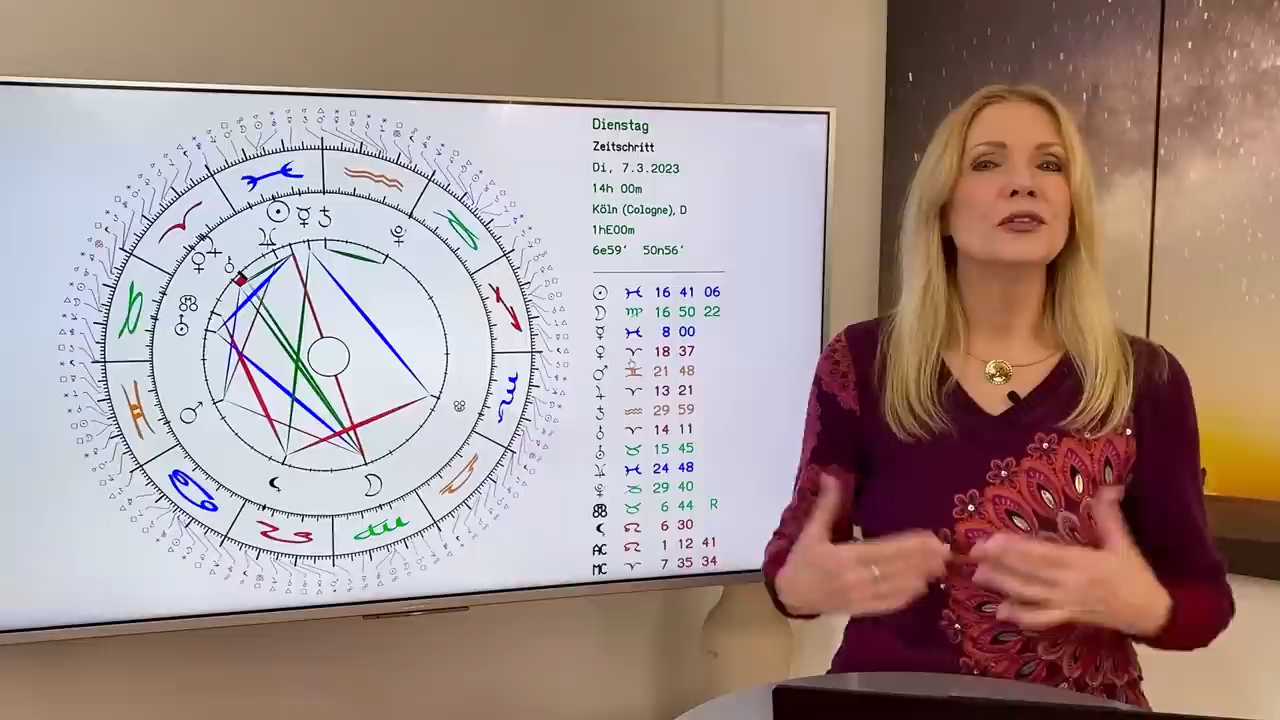 Dienstag
Zeitschritt
Di, 7.3.2023
14h 00m
Köln (Cologne), D
1hE00m
6e59' 50n56'
☉ ♓ 16 41 06
☽ ♍ 16 50 22
☿ ♓ 8 00
♀ ♈ 18 37
♂ ♊ 21 48
♃ ♈ 13 21
♄ ♒ 29 59
⚷ ♈ 14 11
♅ ♉ 15 45
♆ ♓ 24 48
♇ ♑ 29 40
☊ ♉ 6 44 R
⚸ ♌ 6 30
AC ♌ 1 12 41
MC ♈ 7 35 34